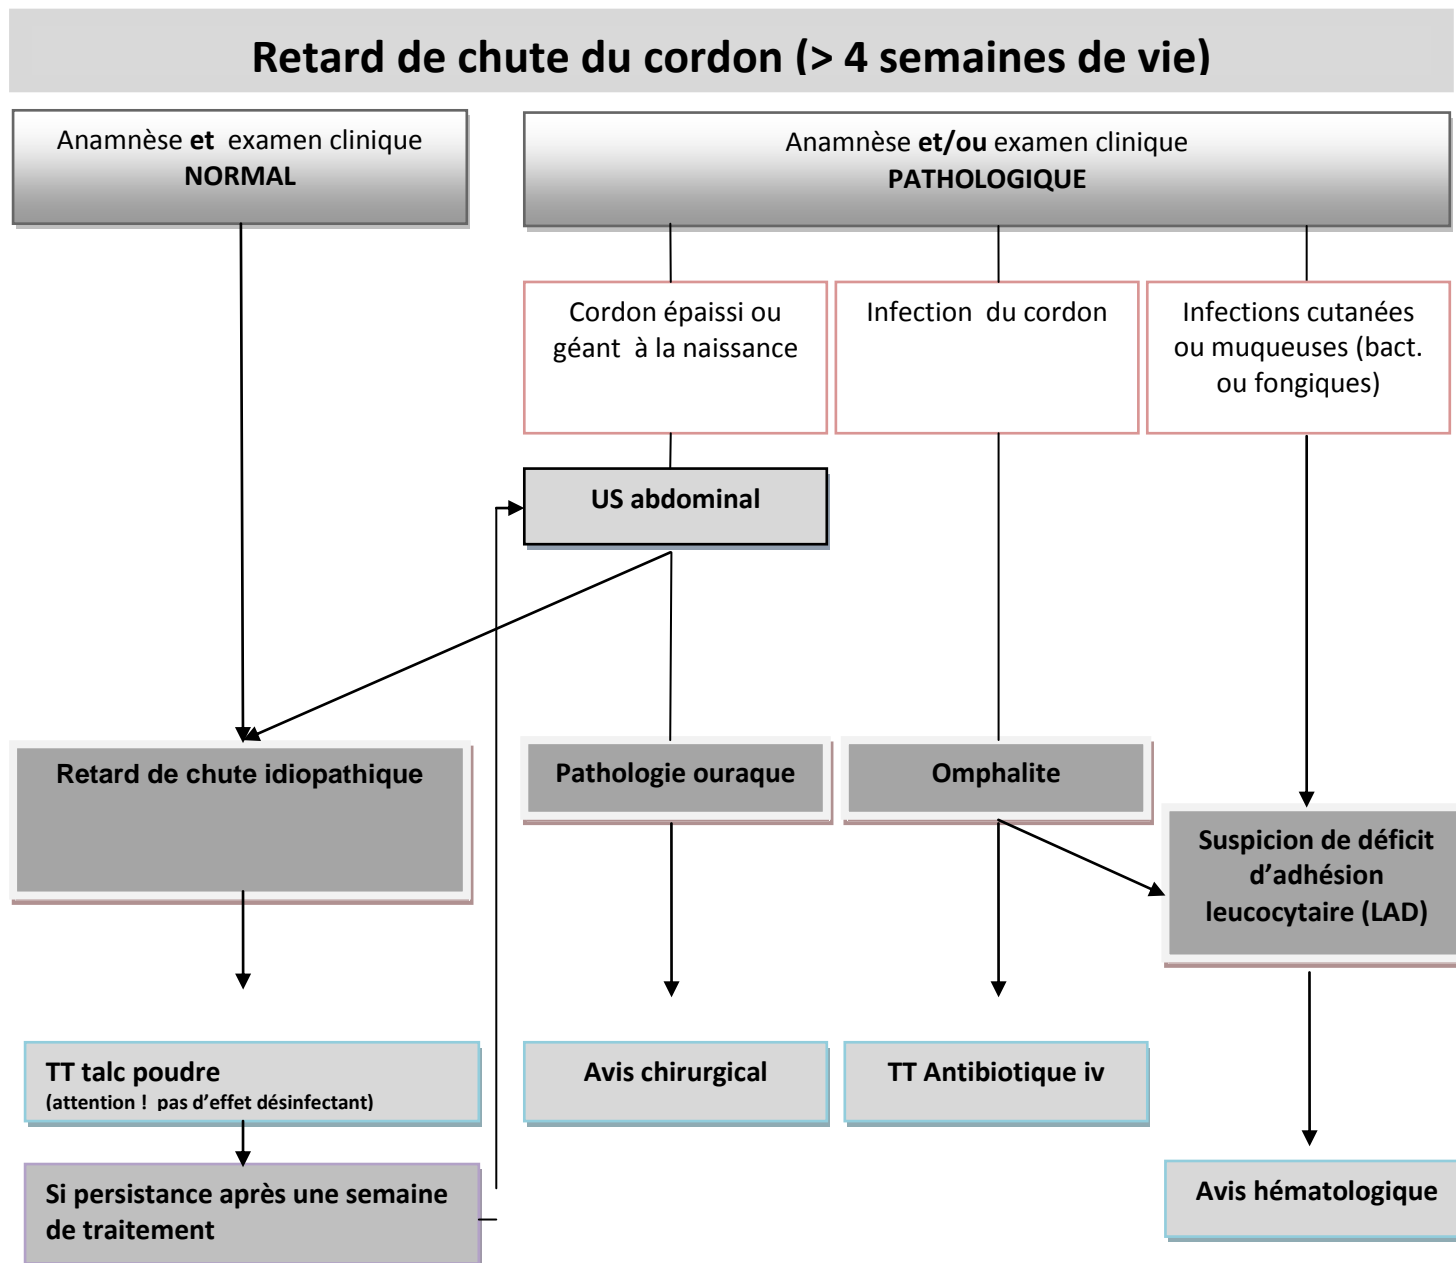 Retard de chute du cordon (> 4 semaines de vie)
Anamnèse et examen clinique
NORMAL
Anamnèse et/ou examen clinique
PATHOLOGIQUE
Cordon épaissi ou
géant à la naissance
Infection du cordon
Infections cutanées
ou muqueuses (bact.
ou fongiques)
US abdominal
Retard de chute idiopathique
Pathologie ouraque
Omphalite
Suspicion de déficit
d’adhésion
leucocytaire (LAD)
TT talc poudre
(attention ! pas d’effet désinfectant)
Avis chirurgical
TT Antibiotique iv
Si persistance après une semaine
de traitement
Avis hématologique